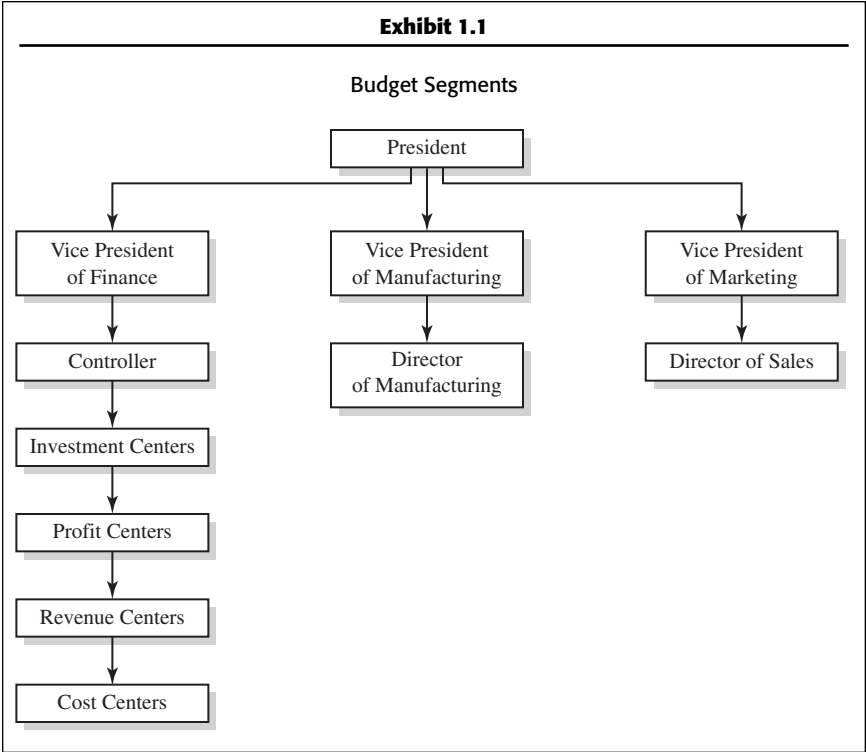 Exhibit 1.1
Budget Segments
President
Vice President
of Finance
Vice President
of Manufacturing
Vice President
of Marketing
Controller
Director
of Manufacturing
Director of Sales
Investment Centers
Profit Centers
Revenue Centers
Cost Centers